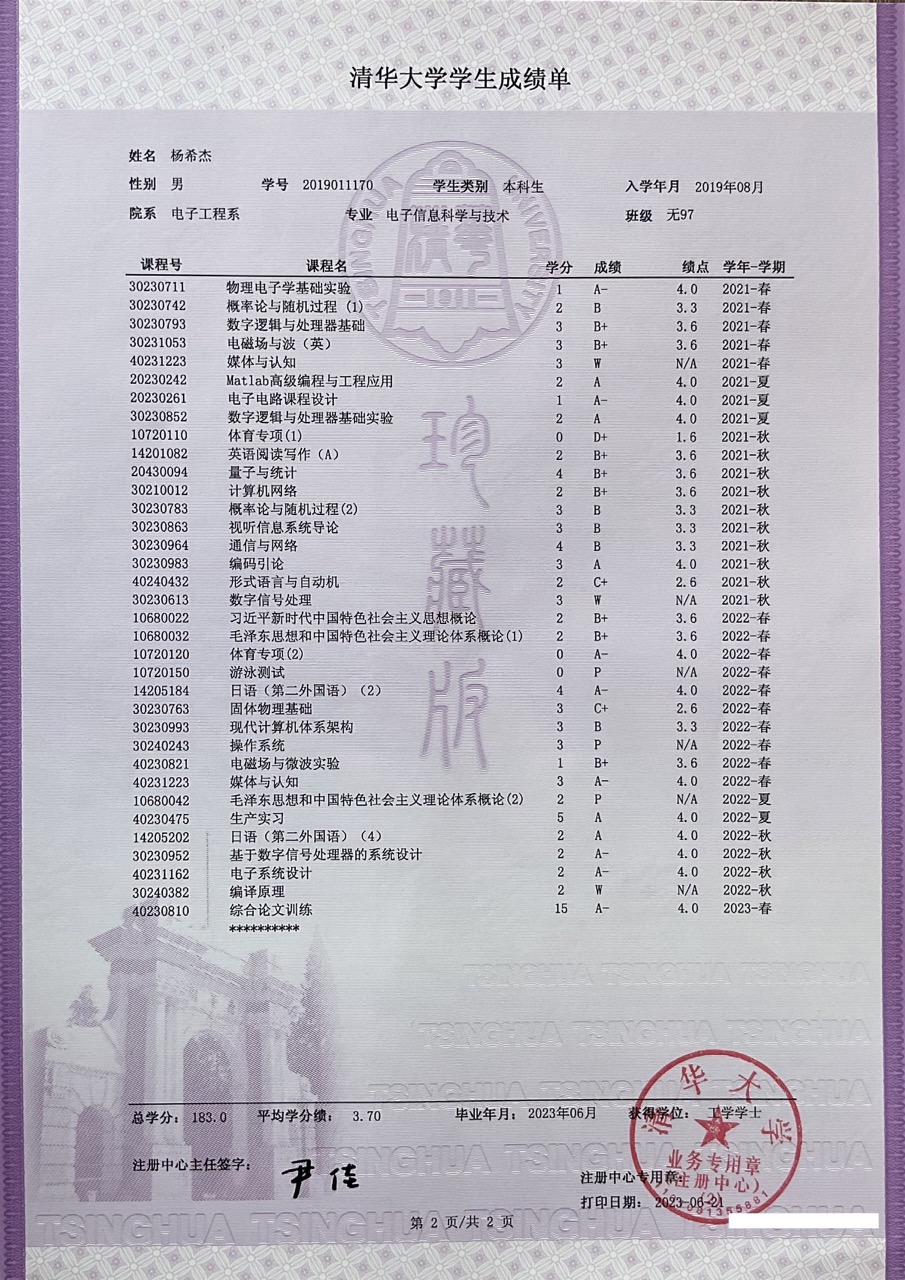 清华大学学生成绩单
姓名 杨希杰
性别 男 学号 2019011170 学生类别 本科生 入学年月 2019年08月
院系 电子工程系 专业 电子信息科学与技术 班级 无97
课程号 课程名 学分 成绩 绩点 学年-学期
30230711 物理电子学基础实验 1 A- 4.0 2021-春
30230742 概率论与随机过程 (1) 2 B 3.3 2021-春
30230793 数字逻辑与处理器基础 3 B+ 3.6 2021-春
30231053 电磁场与波（英） 3 B+ 3.6 2021-春
40231223 媒体与认知 3 W N/A 2021-春
20230242 Matlab高级编程与工程应用 2 A 4.0 2021-夏
20230261 电子电路课程设计 1 A- 4.0 2021-夏
30230852 数字逻辑与处理器基础实验 2 A 4.0 2021-夏
10720110 体育专项(1) 0 D+ 1.6 2021-秋
14201082 英语阅读写作（A） 2 B+ 3.6 2021-秋
20430094 量子与统计 4 B+ 3.6 2021-秋
30210012 计算机网络 2 B+ 3.6 2021-秋
30230783 概率论与随机过程(2) 3 B 3.3 2021-秋
30230863 视听信息系统导论 3 B 3.3 2021-秋
30230964 通信与网络 4 B 3.3 2021-秋
30230983 编码引论 3 A 4.0 2021-秋
40240432 形式语言与自动机 2 C+ 2.6 2021-秋
30230613 数字信号处理 3 W N/A 2021-秋
10680022 习近平新时代中国特色社会主义思想概论 2 B+ 3.6 2022-春
10680032 毛泽东思想和中国特色社会主义理论体系概论(1) 2 B+ 3.6 2022-春
10720120 体育专项(2) 0 A- 4.0 2022-春
10720150 游泳测试 0 P N/A 2022-春
14205184 日语（第二外国语）（2） 4 A- 4.0 2022-春
30230763 固体物理基础 3 C+ 2.6 2022-春
30230993 现代计算机体系架构 3 B 3.3 2022-春
30240243 操作系统 3 P N/A 2022-春
40230821 电磁场与微波实验 1 B+ 3.6 2022-春
40231223 媒体与认知 3 A- 4.0 2022-春
10680042 毛泽东思想和中国特色社会主义理论体系概论(2) 2 P N/A 2022-夏
40230475 生产实习 5 A 4.0 2022-夏
14205202 日语（第二外国语）（4） 2 A 4.0 2022-秋
30230952 基于数字信号处理器的系统设计 2 A- 4.0 2022-秋
40231162 电子系统设计 2 A- 4.0 2022-秋
30240382 编译原理 2 W N/A 2022-秋
40230810 综合论文训练 15 A- 4.0 2023-春
**********
珍藏版
TSINGHUA UNIVERSITY
-1911-
TSINGHUA TSINGHUA TSINGHUA
总学分： 183.0 平均学分绩： 3.70 毕业年月： 2023年06月 获得学位： 工学学士
注册中心主任签字： 尹佳
注册中心专用章：
打印日期： 2023-06-21
清华大学
业务专用章
(注册中心)
(2)
第 2 页/共 2 页